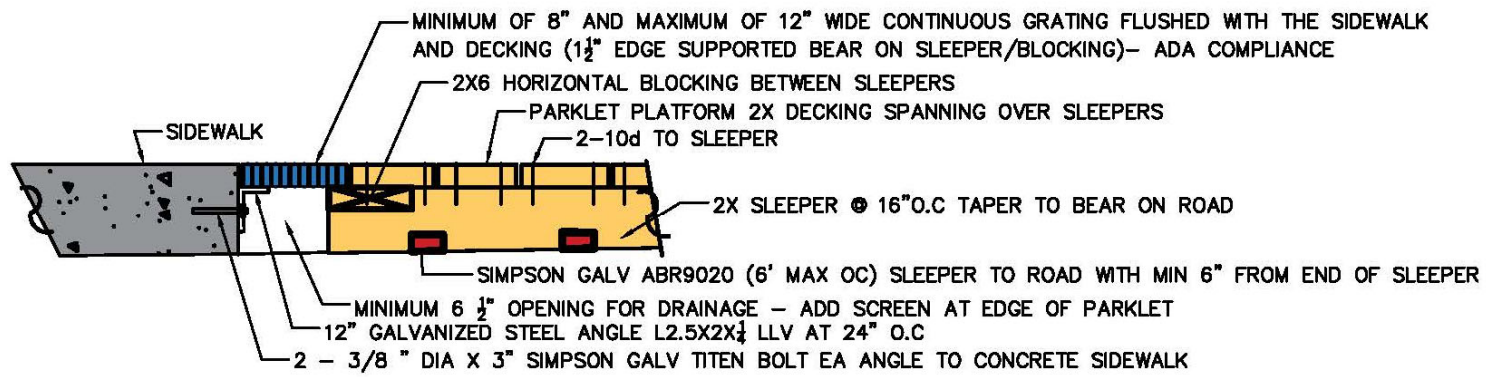 MINIMUM OF 8" AND MAXIMUM OF 12" WIDE CONTINUOUS GRATING FLUSHED WITH THE SIDEWALK
AND DECKING (1½" EDGE SUPPORTED BEAR ON SLEEPER/BLOCKING)– ADA COMPLIANCE
2X6 HORIZONTAL BLOCKING BETWEEN SLEEPERS
PARKLET PLATFORM 2X DECKING SPANNING OVER SLEEPERS
SIDEWALK
2–10d TO SLEEPER
2X SLEEPER @ 16"O.C TAPER TO BEAR ON ROAD
SIMPSON GALV ABR9020 (6' MAX OC) SLEEPER TO ROAD WITH MIN 6" FROM END OF SLEEPER
MINIMUM 6 ½" OPENING FOR DRAINAGE – ADD SCREEN AT EDGE OF PARKLET
12" GALVANIZED STEEL ANGLE L2.5X2X¼ LLV AT 24" O.C
2 – 3/8 " DIA X 3" SIMPSON GALV TITEN BOLT EA ANGLE TO CONCRETE SIDEWALK